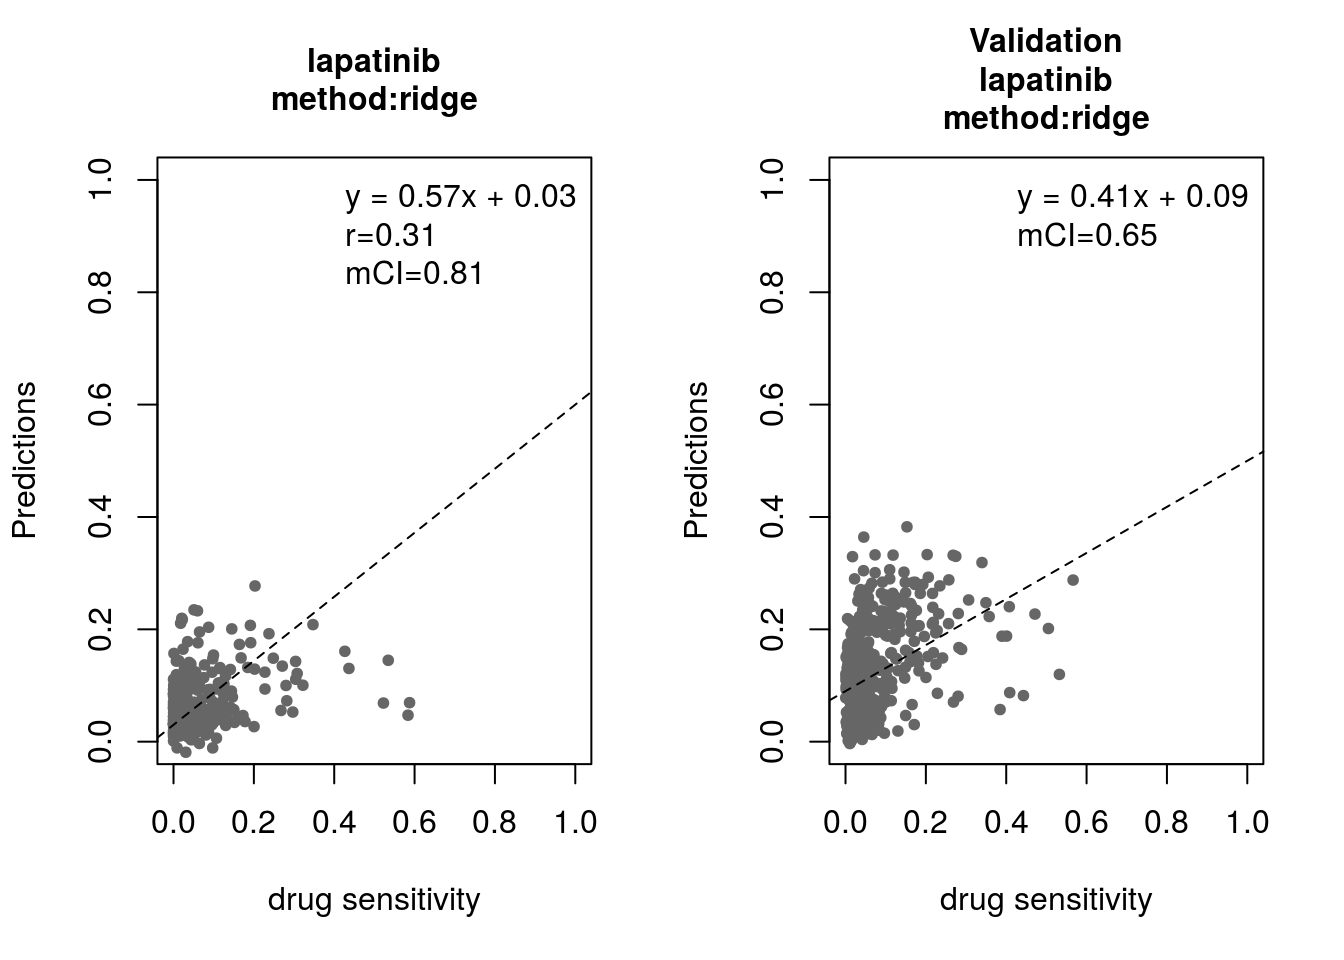 lapatinib
method:ridge
y = 0.57x + 0.03
r=0.31
mCI=0.81
Predictions
0.0
0.2
0.4
0.6
0.8
1.0
0.0 0.2 0.4 0.6 0.8 1.0
drug sensitivity
Validation
lapatinib
method:ridge
y = 0.41x + 0.09
mCI=0.65
Predictions
0.0
0.2
0.4
0.6
0.8
1.0
0.0 0.2 0.4 0.6 0.8 1.0
drug sensitivity